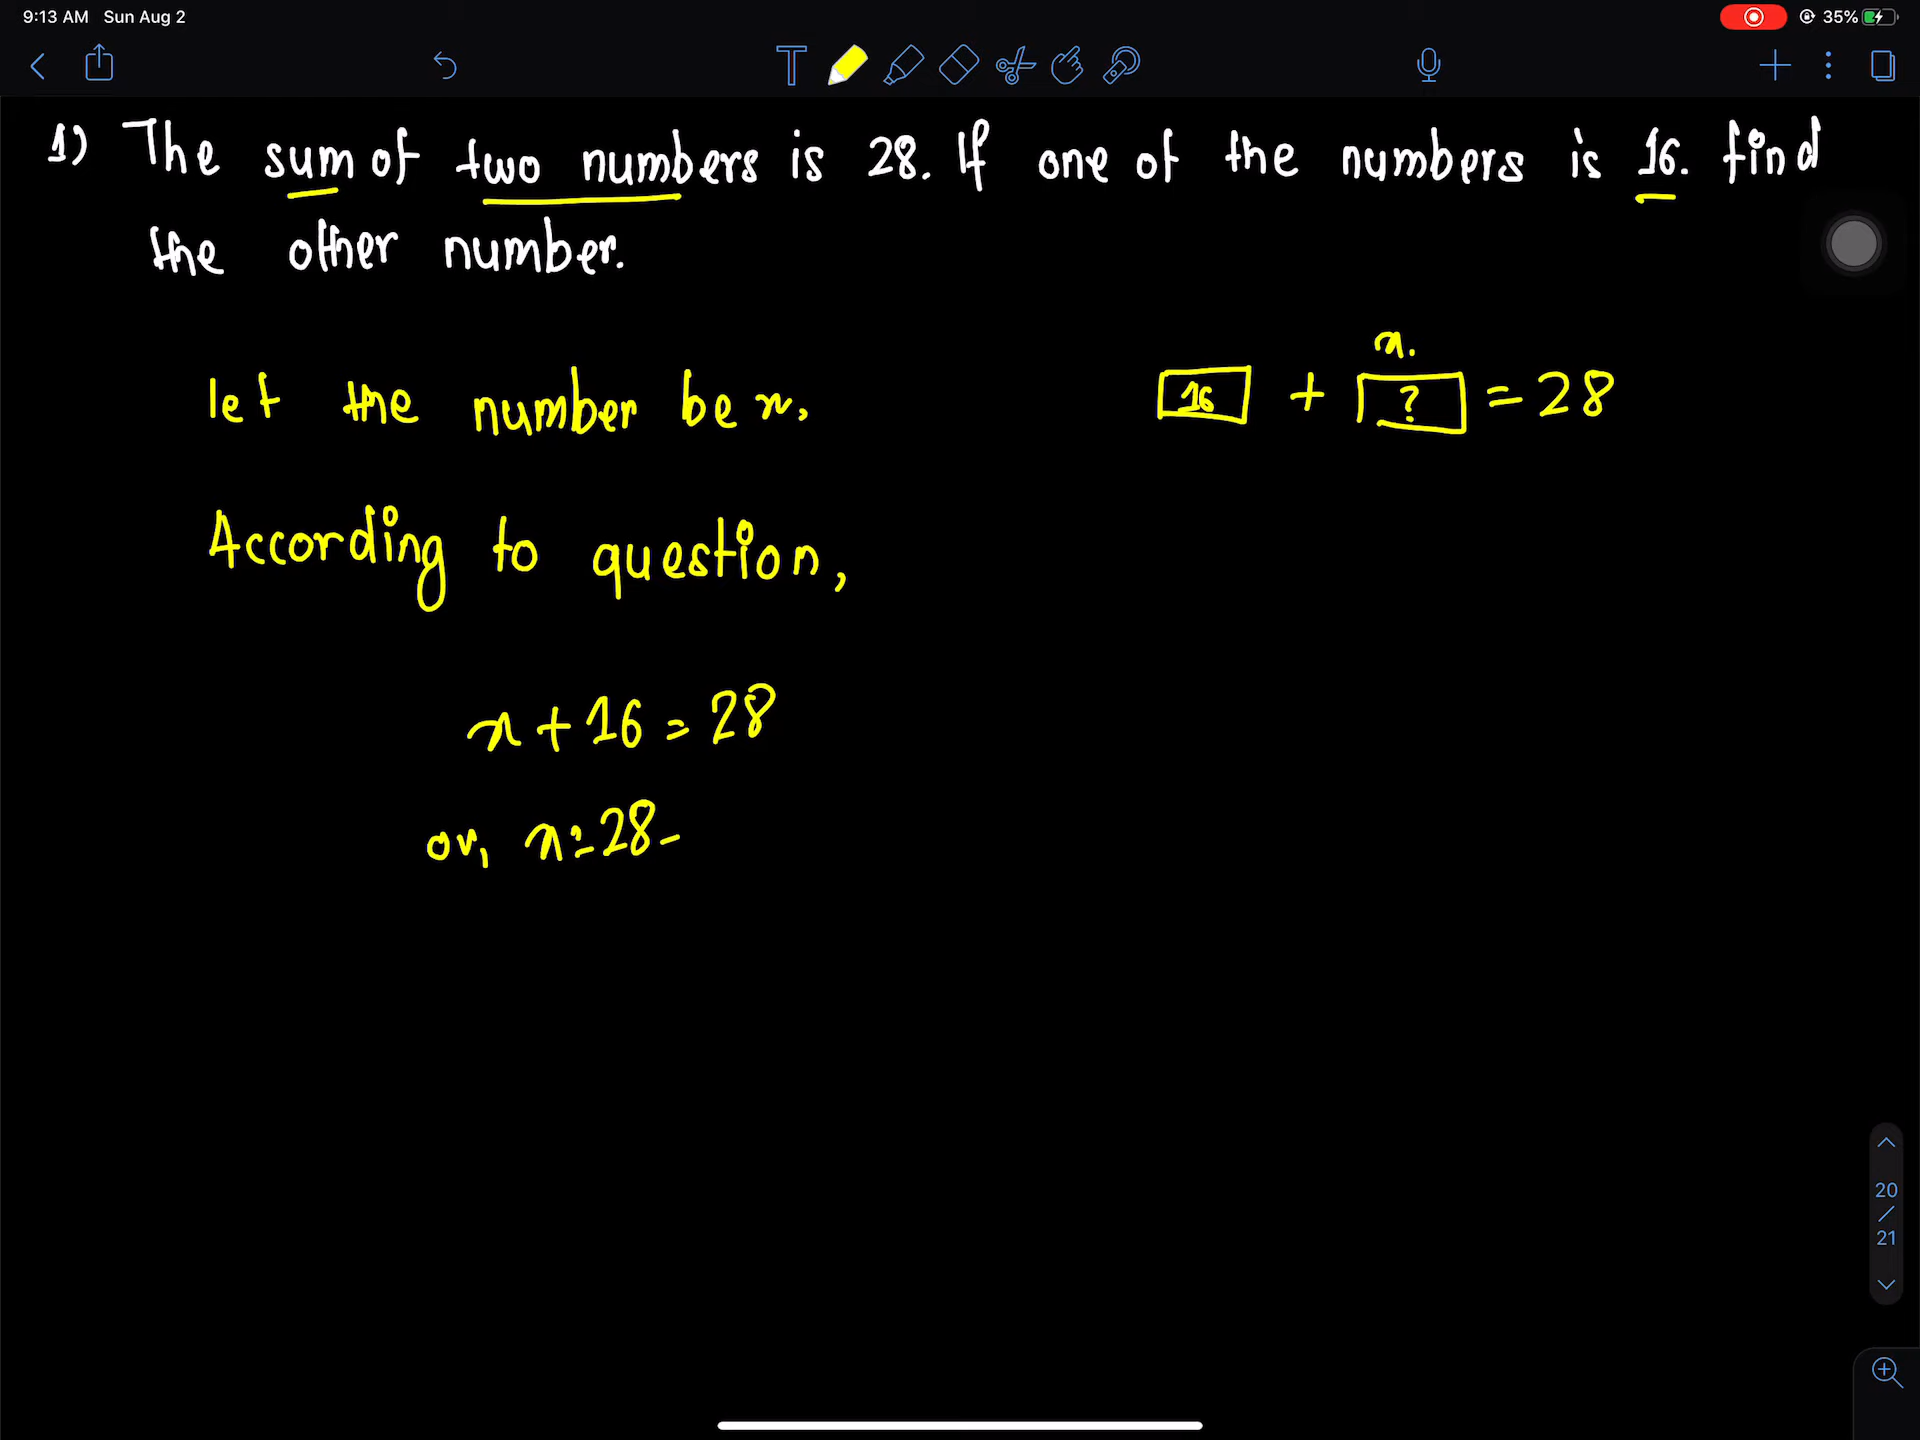 9:13 AM Sun Aug 2
35%
T
1) The sum of two numbers is 28. If one of the numbers is 16. find
the other number.
x.
16 + ? = 28
let the number be x,
According to question,
x + 16 = 28
or, x = 28 -
20
/
21